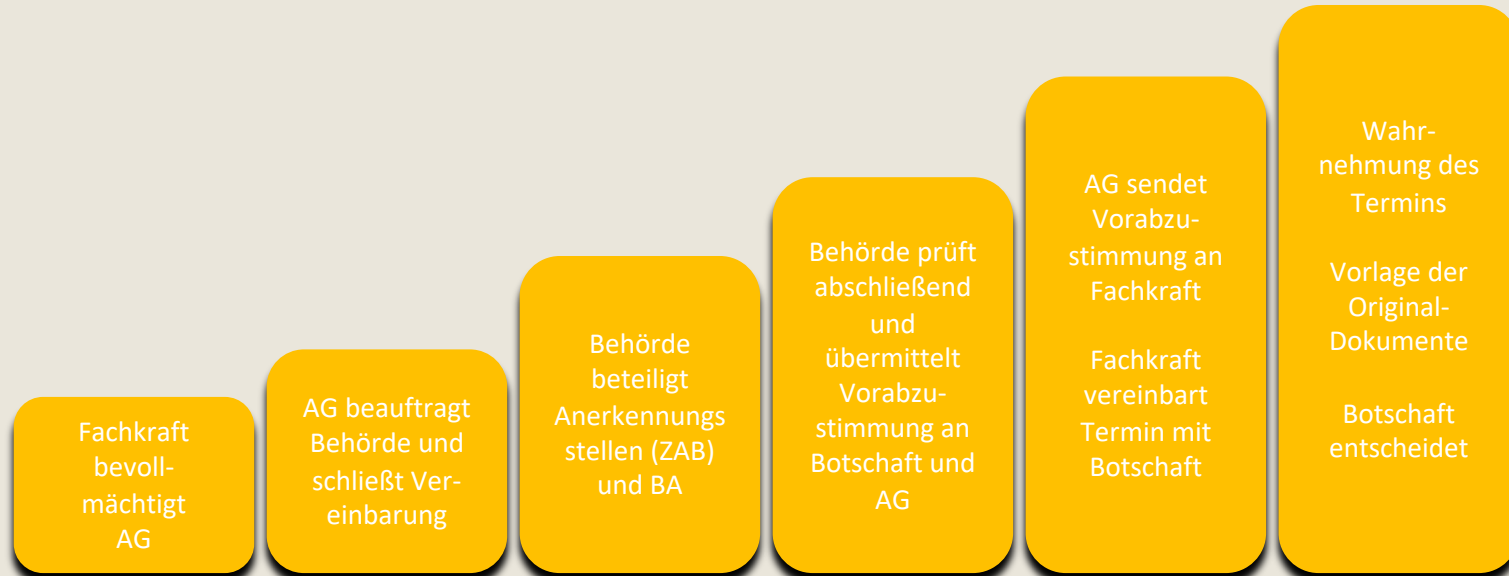 Fachkraft
bevoll-
mächtigt
AG
AG beauftragt
Behörde und
schließt Ver-
einbarung
Behörde
beteiligt
Anerkennungs
stellen (ZAB)
und BA
Behörde prüft
abschließend
und
übermittelt
Vorabzu-
stimmung an
Botschaft und
AG
AG sendet
Vorabzu-
stimmung an
Fachkraft
Fachkraft
vereinbart
Termin mit
Botschaft
Wahr-
nehmung des
Termins
Vorlage der
Original-
Dokumente
Botschaft
entscheidet